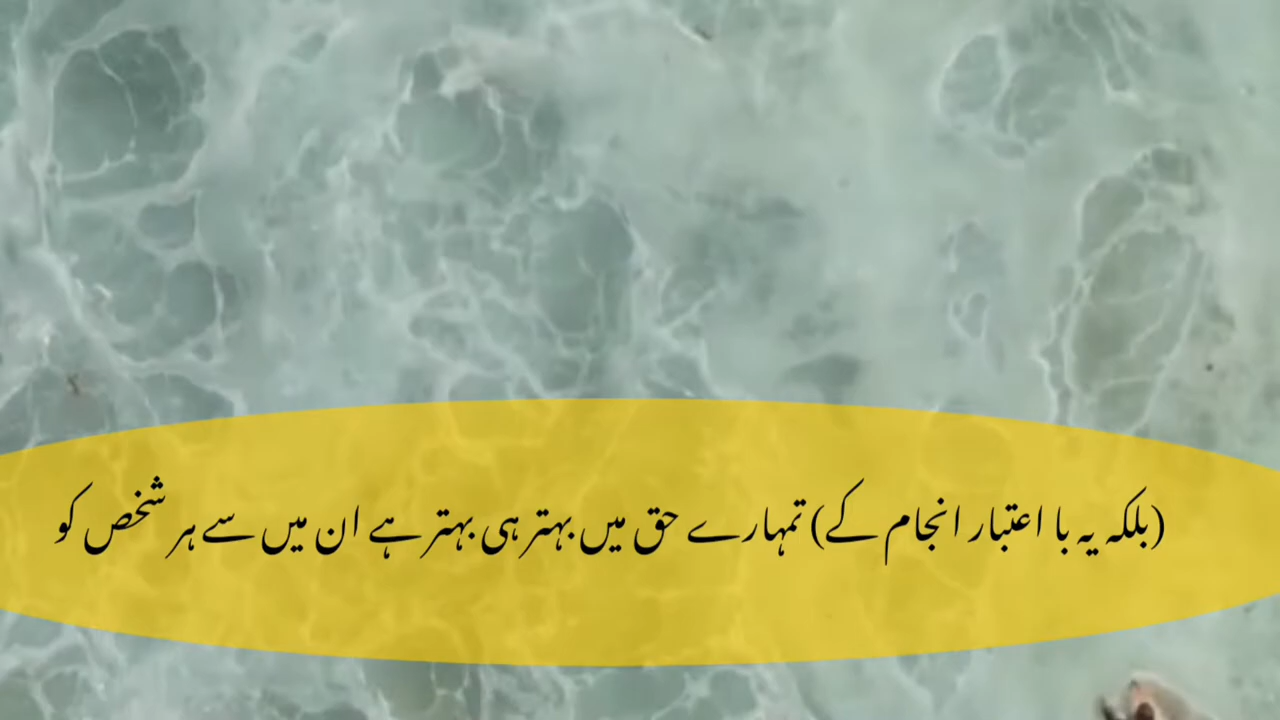 (بلکہ یہ با اعتبار انجام کے) تمہارے حق میں بہتر ہی بہتر ہے ان میں سے ہر شخص کو